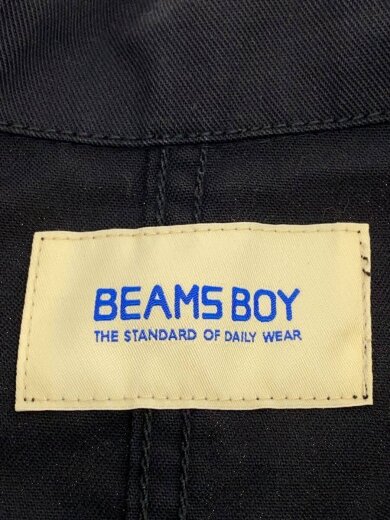 BEAMS BOY
THE STANDARD OF DAILY WEAR